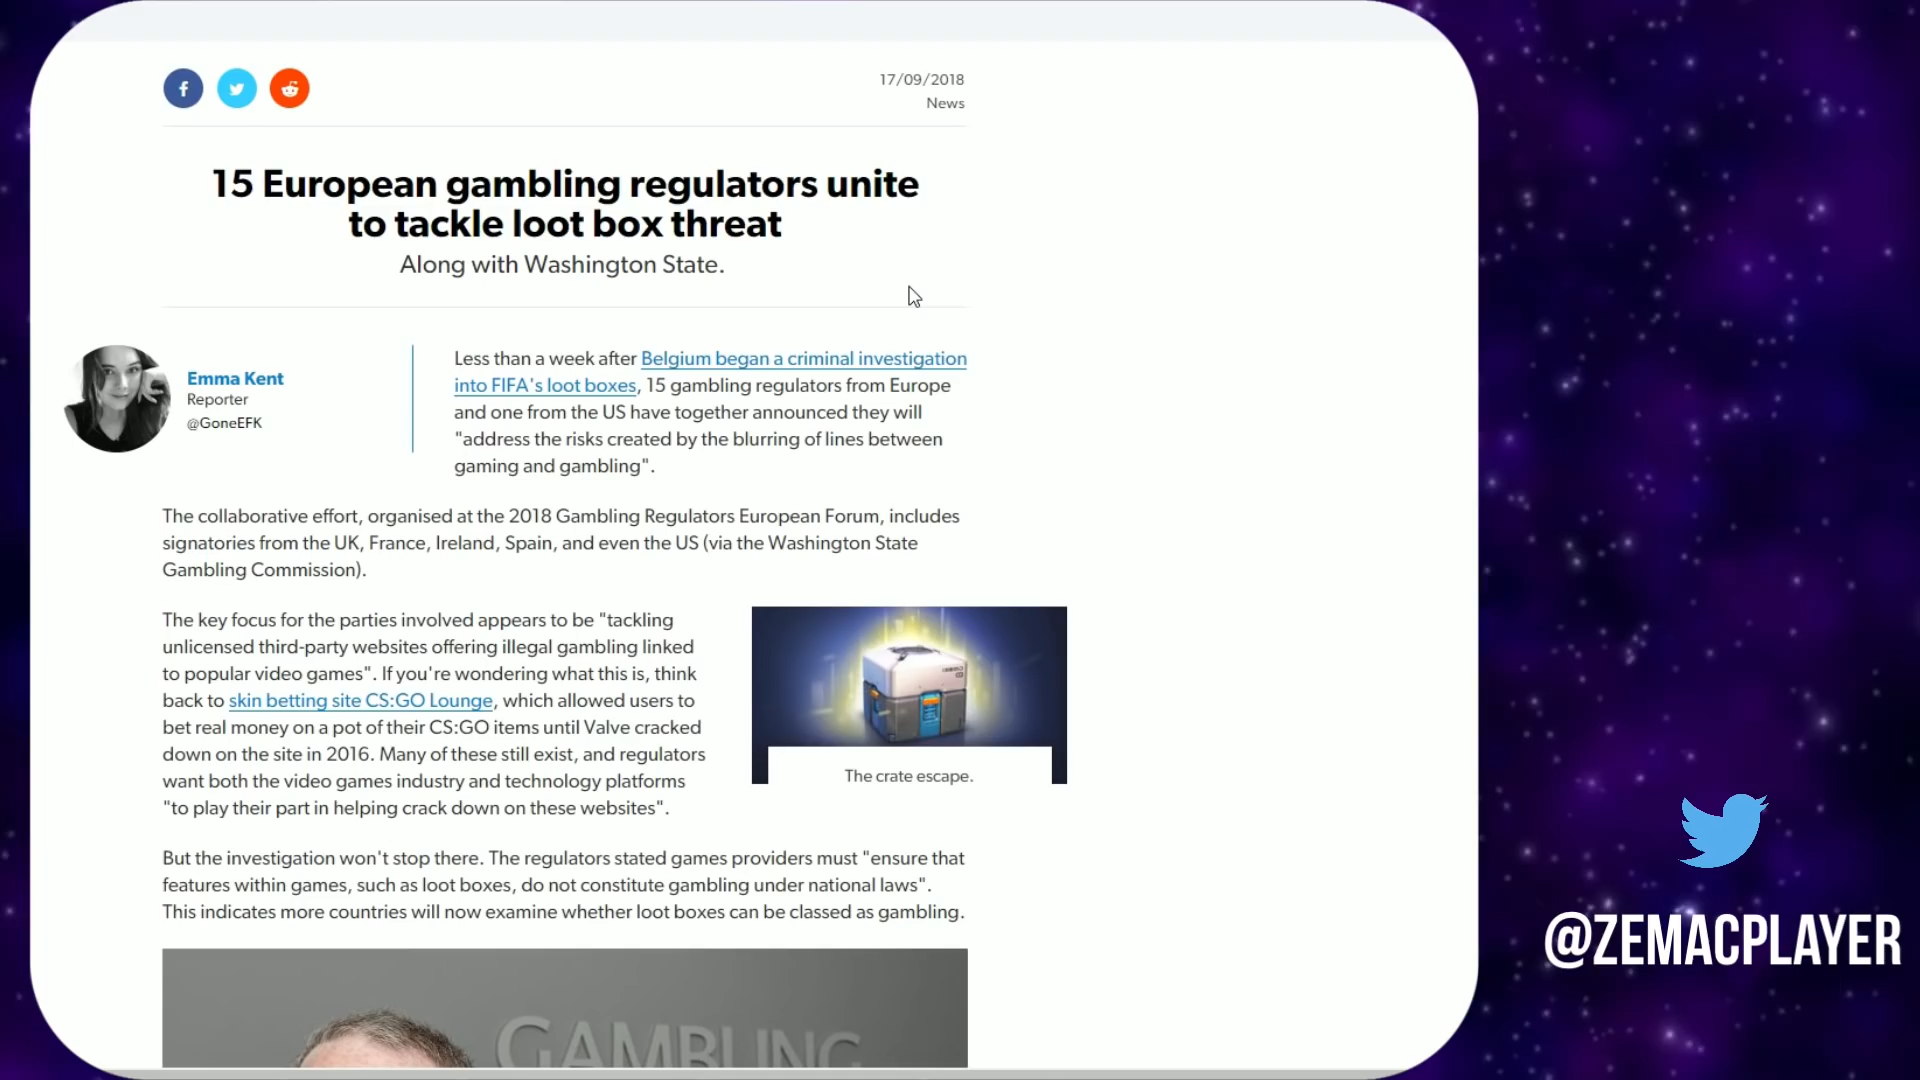 17/09/2018
News
15 European gambling regulators unite
to tackle loot box threat
Along with Washington State.
Emma Kent
Reporter
@GoneEFK
Less than a week after Belgium began a criminal investigation
into FIFA's loot boxes, 15 gambling regulators from Europe
and one from the US have together announced they will
"address the risks created by the blurring of lines between
gaming and gambling".
The collaborative effort, organised at the 2018 Gambling Regulators European Forum, includes
signatories from the UK, France, Ireland, Spain, and even the US (via the Washington State
Gambling Commission).
The key focus for the parties involved appears to be "tackling
unlicensed third-party websites offering illegal gambling linked
to popular video games". If you're wondering what this is, think
back to skin betting site CS:GO Lounge, which allowed users to
bet real money on a pot of their CS:GO items until Valve cracked
down on the site in 2016. Many of these still exist, and regulators
want both the video games industry and technology platforms
"to play their part in helping crack down on these websites".
The crate escape.
But the investigation won't stop there. The regulators stated games providers must "ensure that
features within games, such as loot boxes, do not constitute gambling under national laws".
This indicates more countries will now examine whether loot boxes can be classed as gambling.
GAMBLING
@ZEMACPLAYER